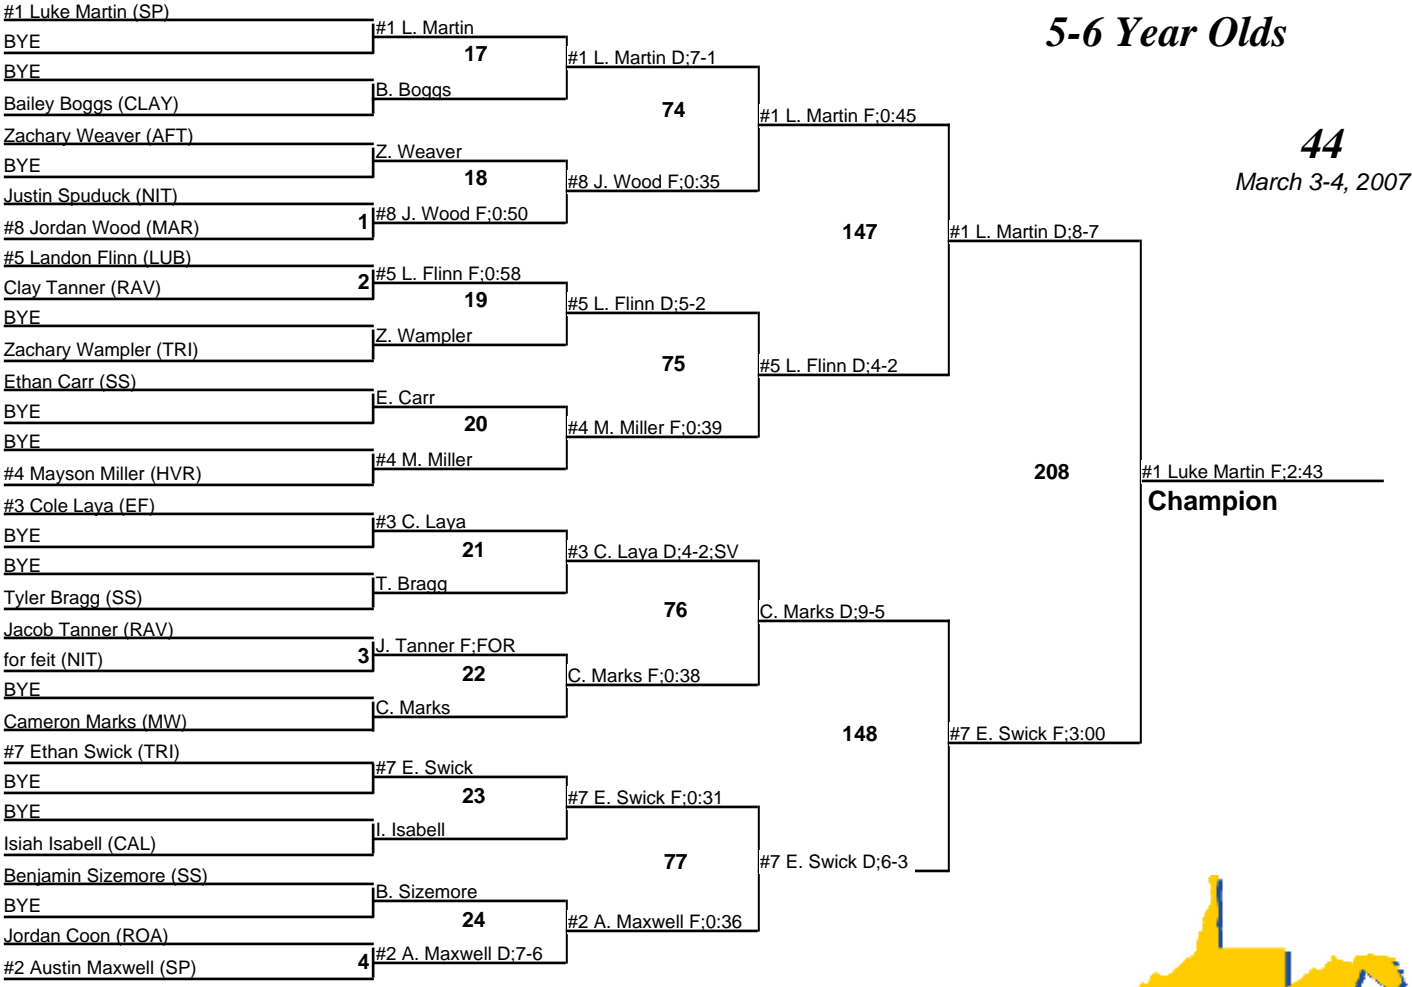 5-6 Year Olds
44
March 3-4, 2007
#1 Luke Martin (SP)
BYE
BYE
Bailey Boggs (CLAY)
Zachary Weaver (AFT)
BYE
Justin Spuduck (NIT)
#8 Jordan Wood (MAR)
#5 Landon Flinn (LUB)
Clay Tanner (RAV)
BYE
Zachary Wampler (TRI)
Ethan Carr (SS)
BYE
BYE
#4 Mayson Miller (HVR)
#3 Cole Laya (EF)
BYE
BYE
Tyler Bragg (SS)
Jacob Tanner (RAV)
for feit (NIT)
BYE
Cameron Marks (MW)
#7 Ethan Swick (TRI)
BYE
BYE
Isiah Isabell (CAL)
Benjamin Sizemore (SS)
BYE
Jordan Coon (ROA)
#2 Austin Maxwell (SP)
1
2
3
4
#1 L. Martin
17
B. Boggs
Z. Weaver
18
#8 J. Wood F;0:50
#5 L. Flinn F;0:58
19
Z. Wampler
E. Carr
20
#4 M. Miller
#3 C. Laya
21
T. Bragg
J. Tanner F;FOR
22
C. Marks
#7 E. Swick
23
I. Isabell
B. Sizemore
24
#2 A. Maxwell D;7-6
#1 L. Martin D;7-1
74
#8 J. Wood F;0:35
#5 L. Flinn D;5-2
75
#4 M. Miller F;0:39
#3 C. Laya D;4-2;SV
76
C. Marks F;0:38
#7 E. Swick F;0:31
77
#2 A. Maxwell F;0:36
#1 L. Martin F;0:45
147
#5 L. Flinn D;4-2
C. Marks D;9-5
148
#7 E. Swick D;6-3
#1 L. Martin D;8-7
208
#7 E. Swick F;3:00
#1 Luke Martin F;2:43
Champion